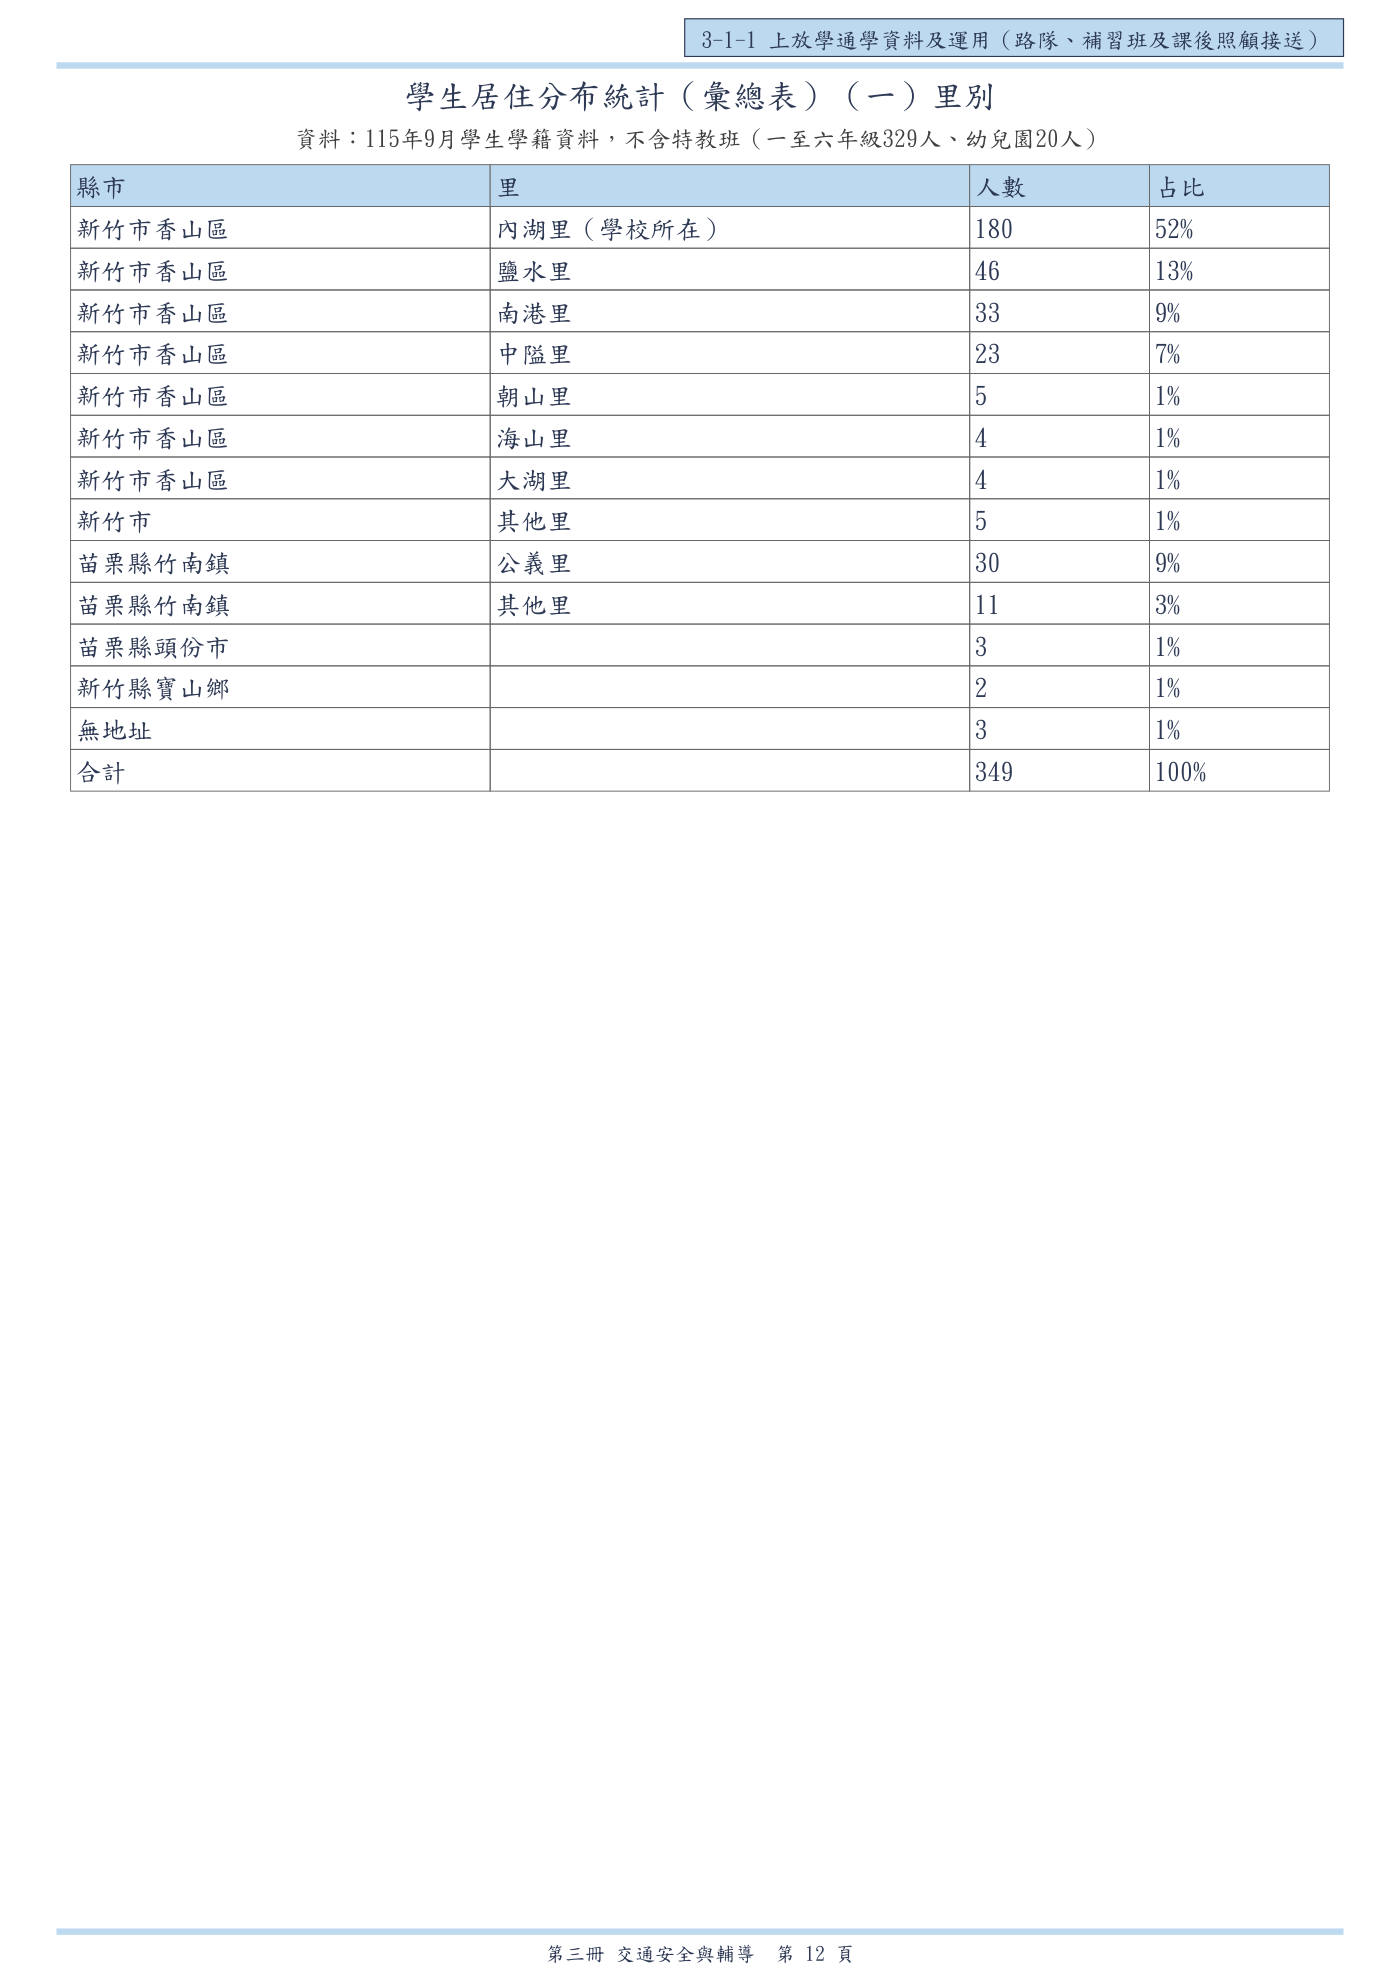 3-1-1 上放學通學資料及運用（路隊、補習班及課後照顧接送）
學生居住分布統計（彙總表）（一）里別
資料：115年9月學生學籍資料，不含特教班（一至六年級329人、幼兒園20人）
縣市 里 人數 占比
新竹市香山區 內湖里（學校所在） 180 52%
新竹市香山區 鹽水里 46 13%
新竹市香山區 南港里 33 9%
新竹市香山區 中隘里 23 7%
新竹市香山區 朝山里 5 1%
新竹市香山區 海山里 4 1%
新竹市香山區 大湖里 4 1%
新竹市 其他里 5 1%
苗栗縣竹南鎮 公義里 30 9%
苗栗縣竹南鎮 其他里 11 3%
苗栗縣頭份市 3 1%
新竹縣寶山鄉 2 1%
無地址 3 1%
合計 349 100%
第三冊 交通安全與輔導 第 12 頁